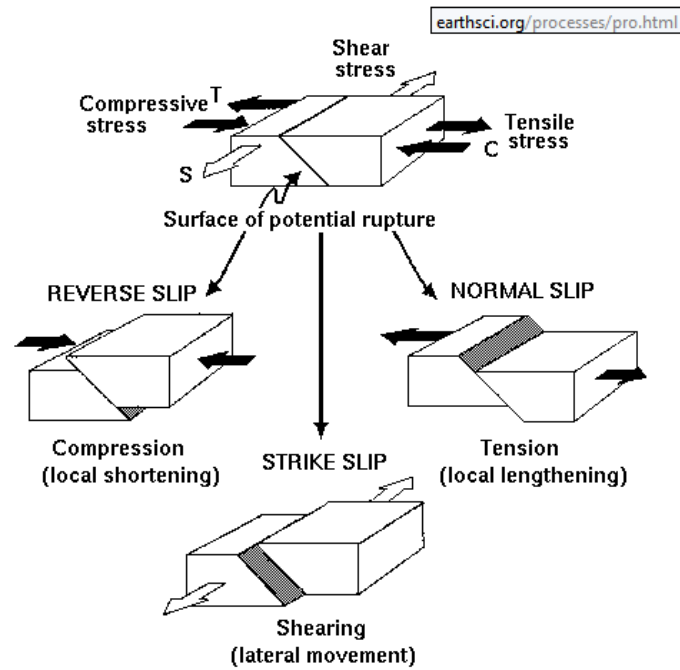 earthsci.org/processes/pro.html
Shear
stress
T
Compressive
stress
Tensile
stress
C
S
Surface of potential rupture
REVERSE SLIP
NORMAL SLIP
Compression
(local shortening)
STRIKE SLIP
Tension
(local lengthening)
Shearing
(lateral movement)